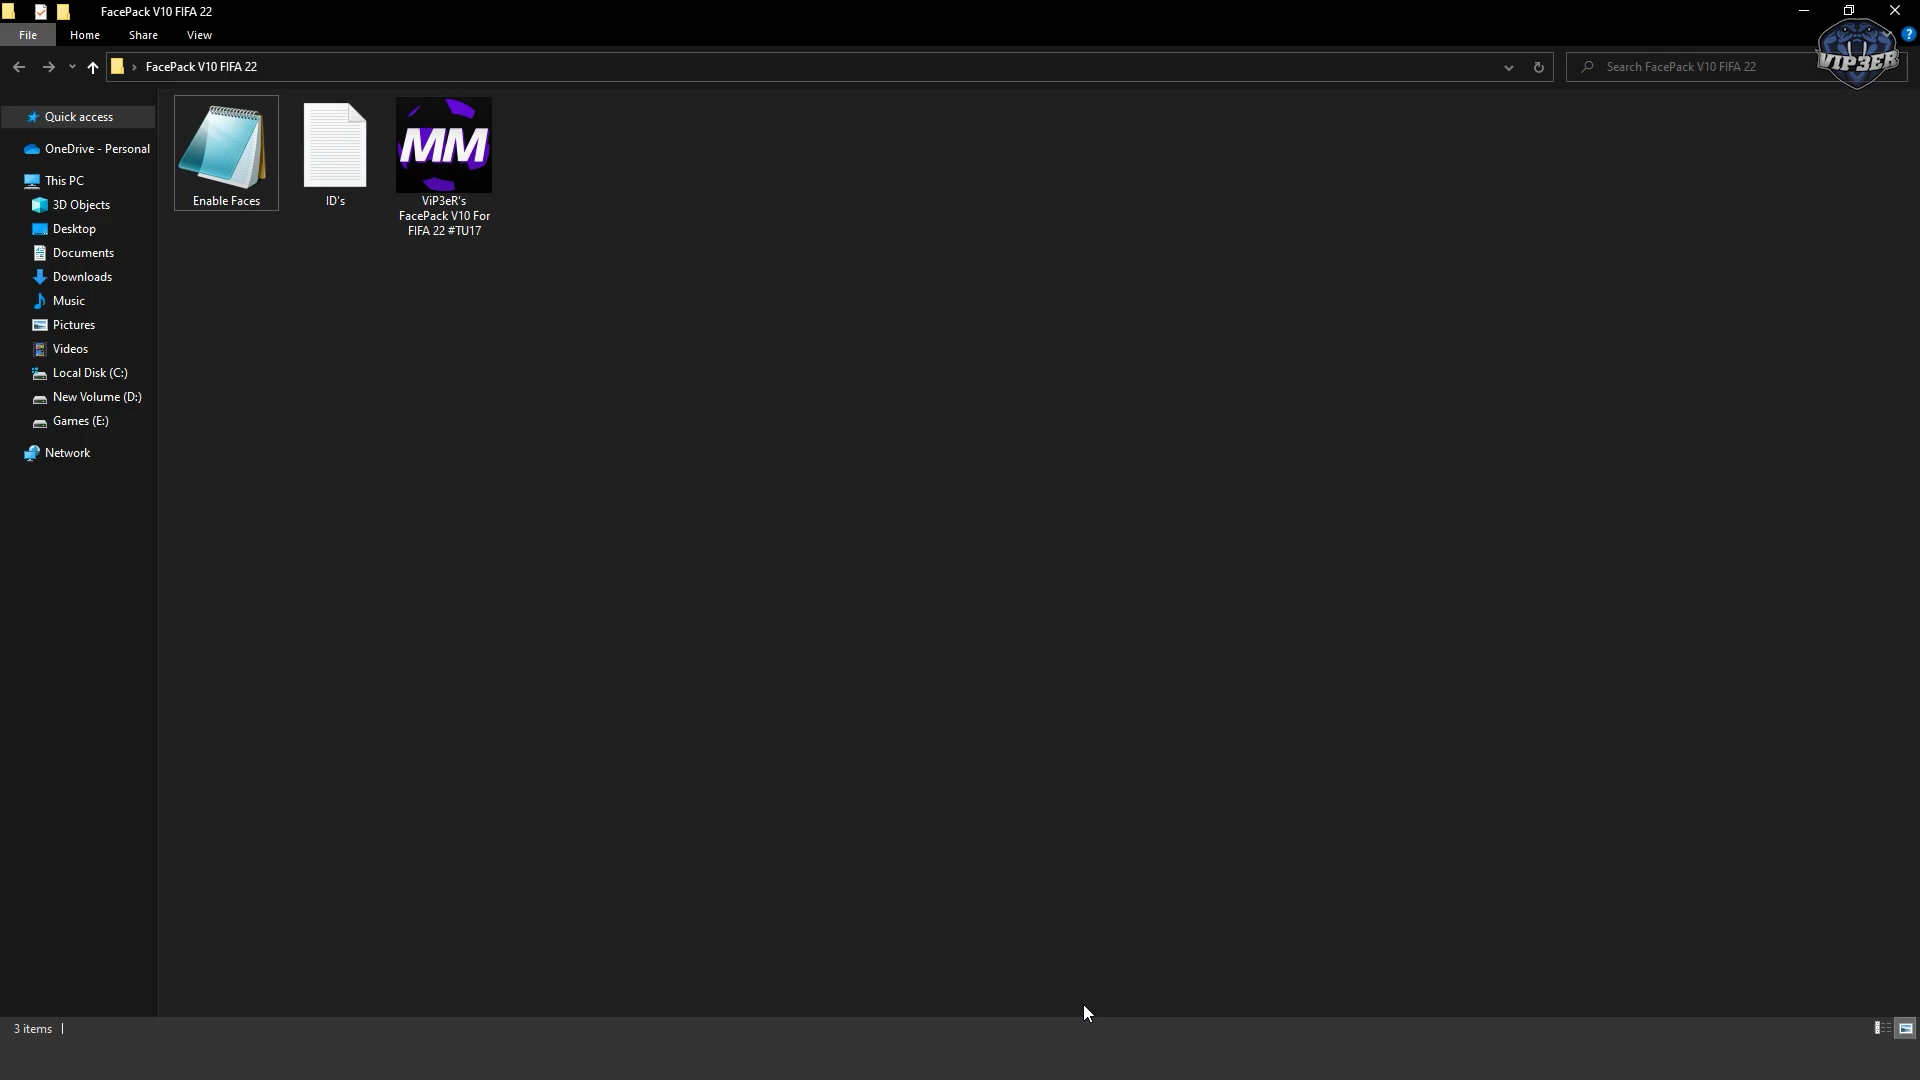 FacePack V10 FIFA 22
File
Home
Share
View
FacePack V10 FIFA 22
Search FacePack V10 FIFA 22
VIP3ER
?
Quick access
OneDrive - Personal
This PC
3D Objects
Desktop
Documents
Downloads
Music
Pictures
Videos
Local Disk (C:)
New Volume (D:)
Games (E:)
Network
Enable Faces
ID's
MM
ViP3eR's
FacePack V10 For
FIFA 22 #TU17
3 items